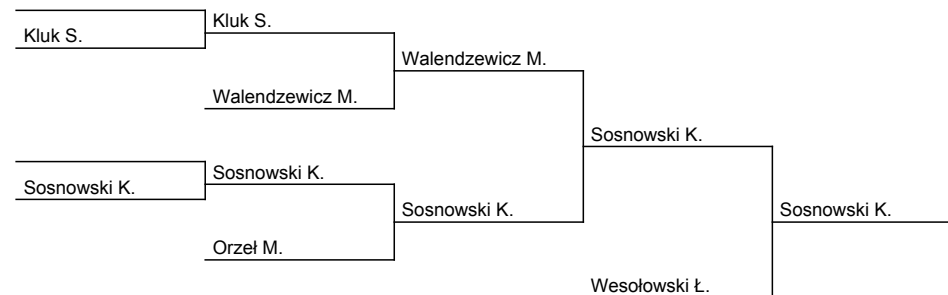 Kluk S.
Kluk S.
Walendzewicz M.
Walendzewicz M.
Sosnowski K.
Sosnowski K.
Sosnowski K.
Sosnowski K.
Sosnowski K.
Orzeł M.
Wesołowski Ł.